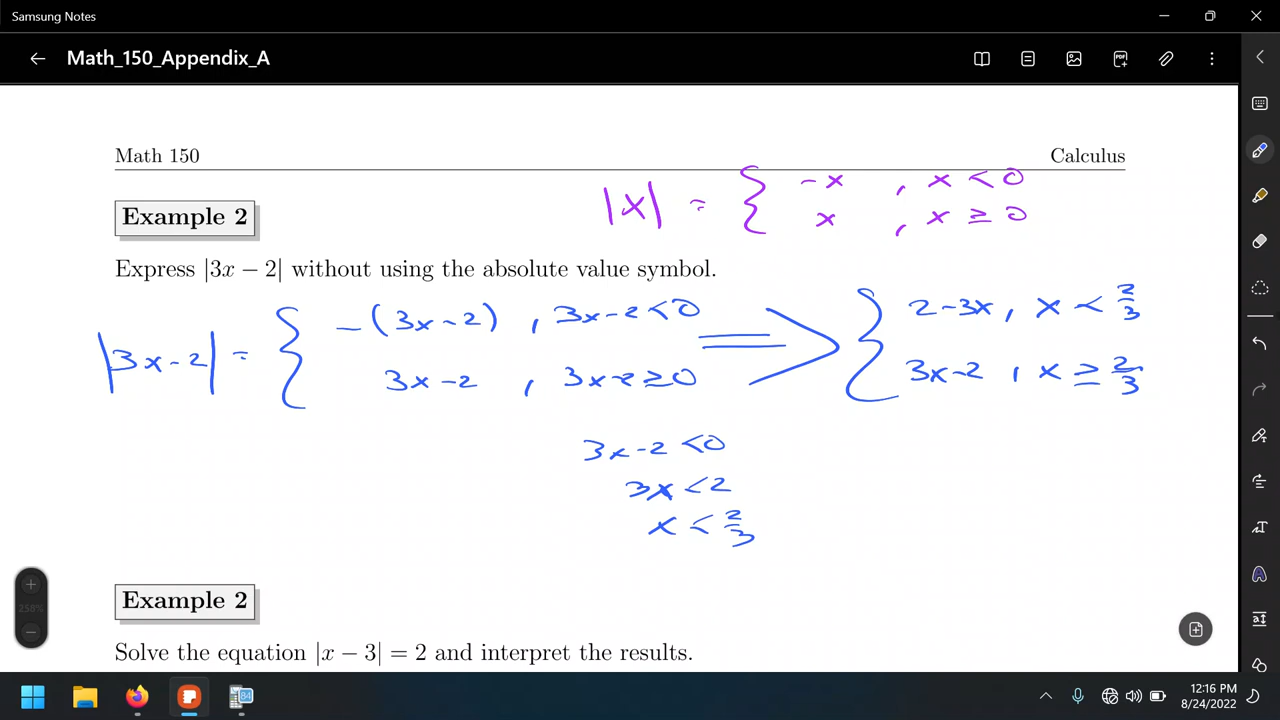 Samsung Notes
Math_150_Appendix_A
Math 150 Calculus
|x| = { -x , x < 0
x , x ≥ 0
Example 2
Express |3x − 2| without using the absolute value symbol.
|3x-2| = { -(3x-2) , 3x-2<0 ⟹ { 2-3x, x < 2/3
3x-2 , 3x-2≥0 3x-2 , x ≥ 2/3
3x-2 <0
3x <2
x < 2/3
Example 2
Solve the equation |x − 3| = 2 and interpret the results.
258%
84
12:16 PM
8/24/2022